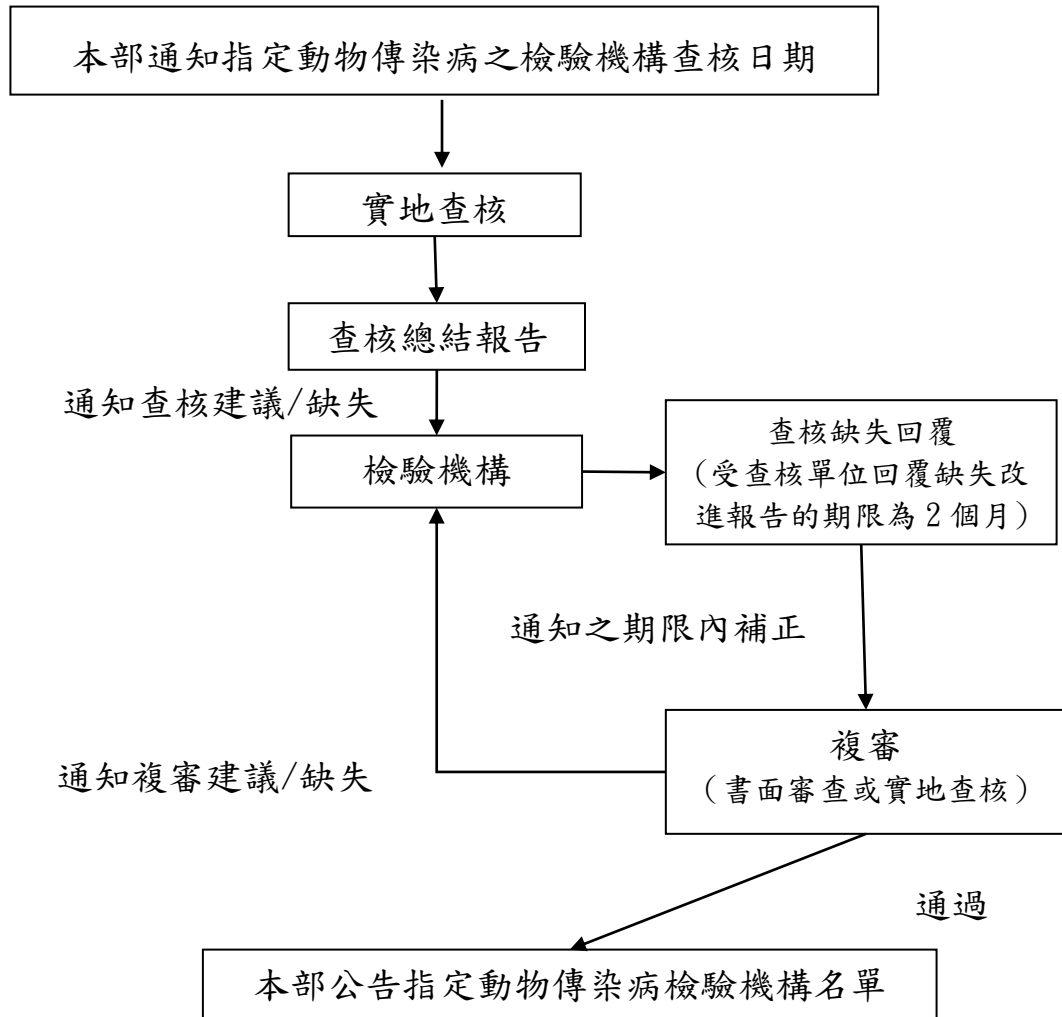 本部通知指定動物傳染病之檢驗機構查核日期
實地查核
查核總結報告
通知查核建議/缺失
檢驗機構
查核缺失回覆
（受查核單位回覆缺失改
進報告的期限為 2 個月）
通知之期限內補正
複審
（書面審查或實地查核）
通知複審建議/缺失
通過
本部公告指定動物傳染病檢驗機構名單